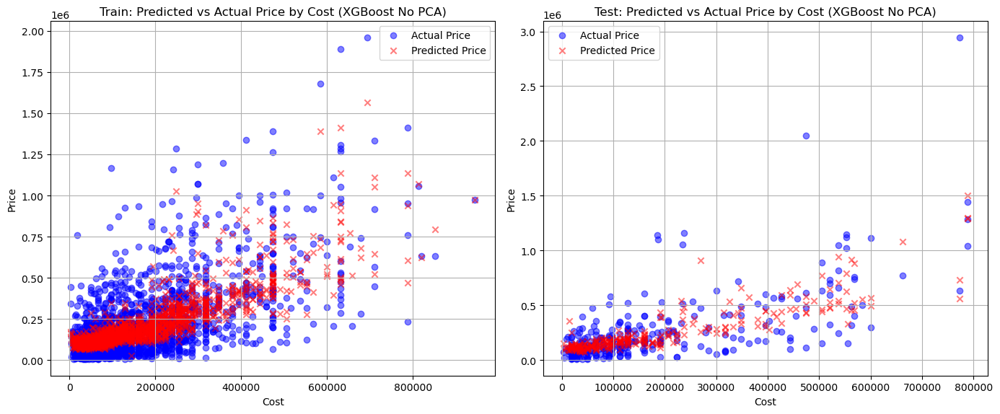 Train: Predicted vs Actual Price by Cost (XGBoost No PCA)
1e6
Actual Price
Predicted Price
2.00
1.75
1.50
1.25
1.00
0.75
0.50
0.25
0.00
Price
0
200000
400000
600000
800000
Cost
Test: Predicted vs Actual Price by Cost (XGBoost No PCA)
1e6
Actual Price
Predicted Price
3.0
2.5
2.0
1.5
1.0
0.5
0.0
Price
0
100000
200000
300000
400000
500000
600000
700000
800000
Cost